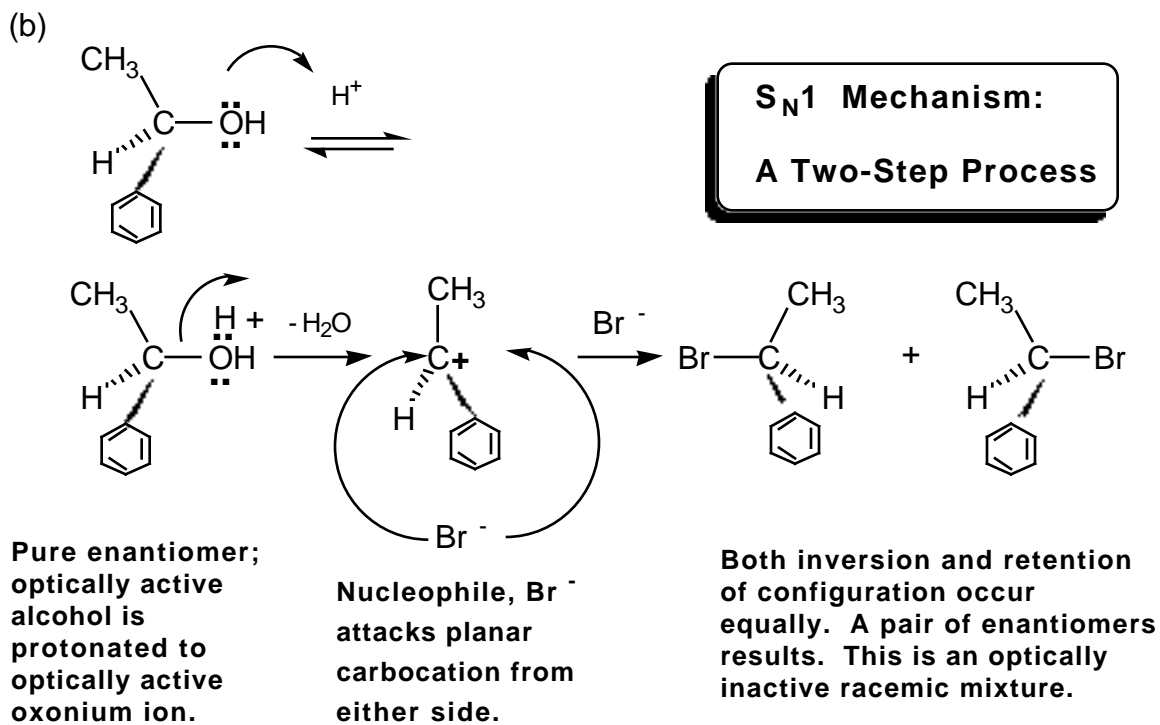 (b)
CH3
C OH
H
H+
SN1 Mechanism:
A Two-Step Process
CH3
H +
C OH
H
- H2O
CH3
C+
H
Br -
Br -
CH3
Br C
H
+
CH3
C Br
H
Pure enantiomer;
optically active
alcohol is
protonated to
optically active
oxonium ion.
Nucleophile, Br -
attacks planar
carbocation from
either side.
Both inversion and retention
of configuration occur
equally. A pair of enantiomers
results. This is an optically
inactive racemic mixture.